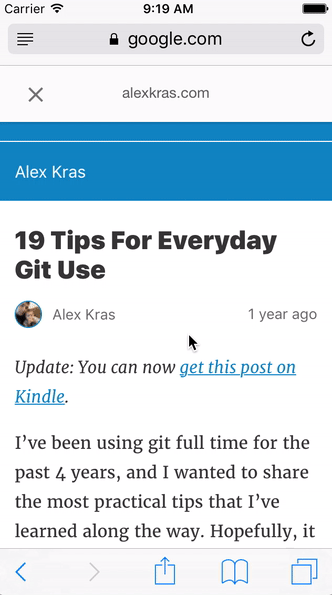 Carrier 9:19 AM
google.com
alexkras.com
Alex Kras
19 Tips For Everyday
Git Use
Alex Kras 1 year ago
Update: You can now get this post on
Kindle.
I’ve been using git full time for the
past 4 years, and I wanted to share
the most practical tips that I’ve
learned along the way. Hopefully, it